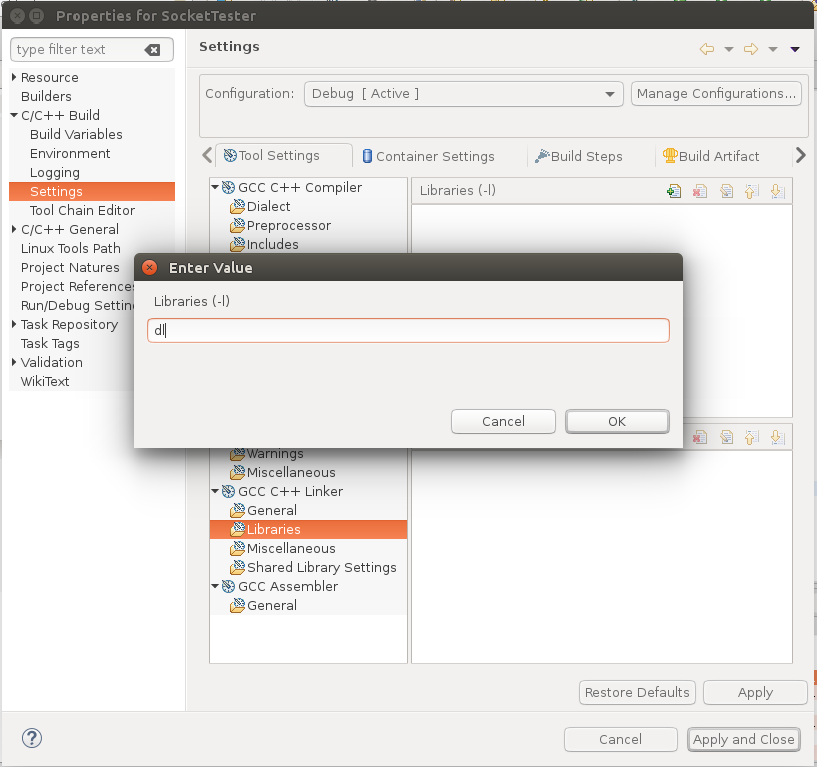 Properties for SocketTester
type filter text
Settings
Resource
Builders
C/C++ Build
Build Variables
Environment
Logging
Settings
Tool Chain Editor
C/C++ General
Linux Tools Path
Project Natures
Project References
Run/Debug Settin
Task Repository
Task Tags
Validation
WikiText
Configuration:
Debug [ Active ]
Manage Configurations...
Tool Settings
Container Settings
Build Steps
Build Artifact
GCC C++ Compiler
Dialect
Preprocessor
Includes
Libraries (-l)
Enter Value
Libraries (-l)
dl
Cancel
OK
Warnings
Miscellaneous
GCC C++ Linker
General
Libraries
Miscellaneous
Shared Library Settings
GCC Assembler
General
Restore Defaults
Apply
?
Cancel
Apply and Close